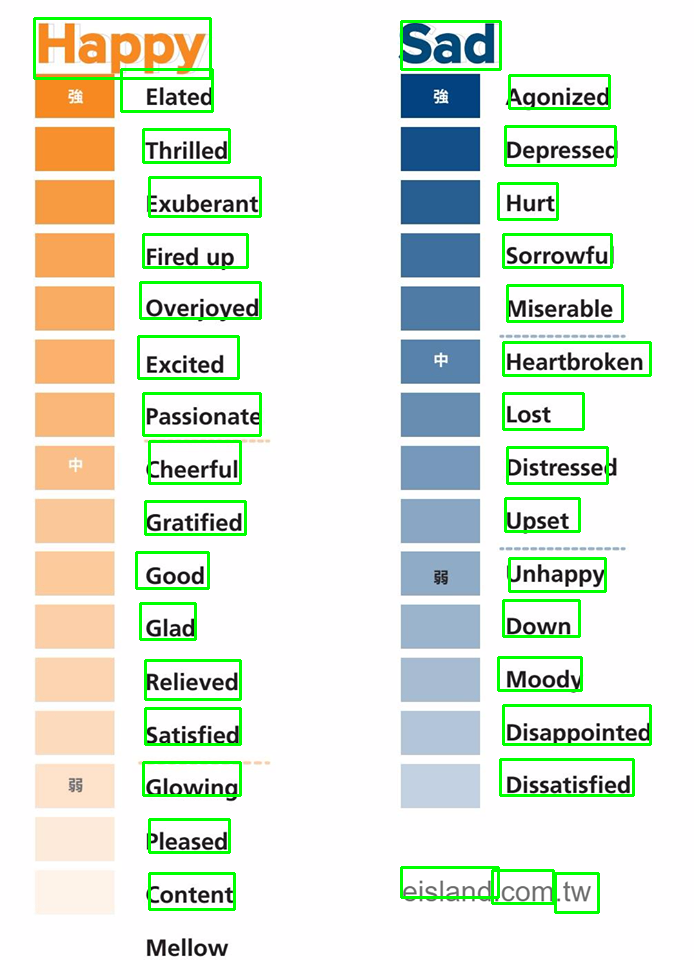 Happy
強 Elated
Thrilled
Exuberant
Fired up
Overjoyed
Excited
Passionate
中 Cheerful
Gratified
Good
Glad
Relieved
Satisfied
弱 Glowing
Pleased
Content
Mellow
Sad
強 Agonized
Depressed
Hurt
Sorrowful
Miserable
中 Heartbroken
Lost
Distressed
Upset
弱 Unhappy
Down
Moody
Disappointed
Dissatisfied
eisland.com.tw